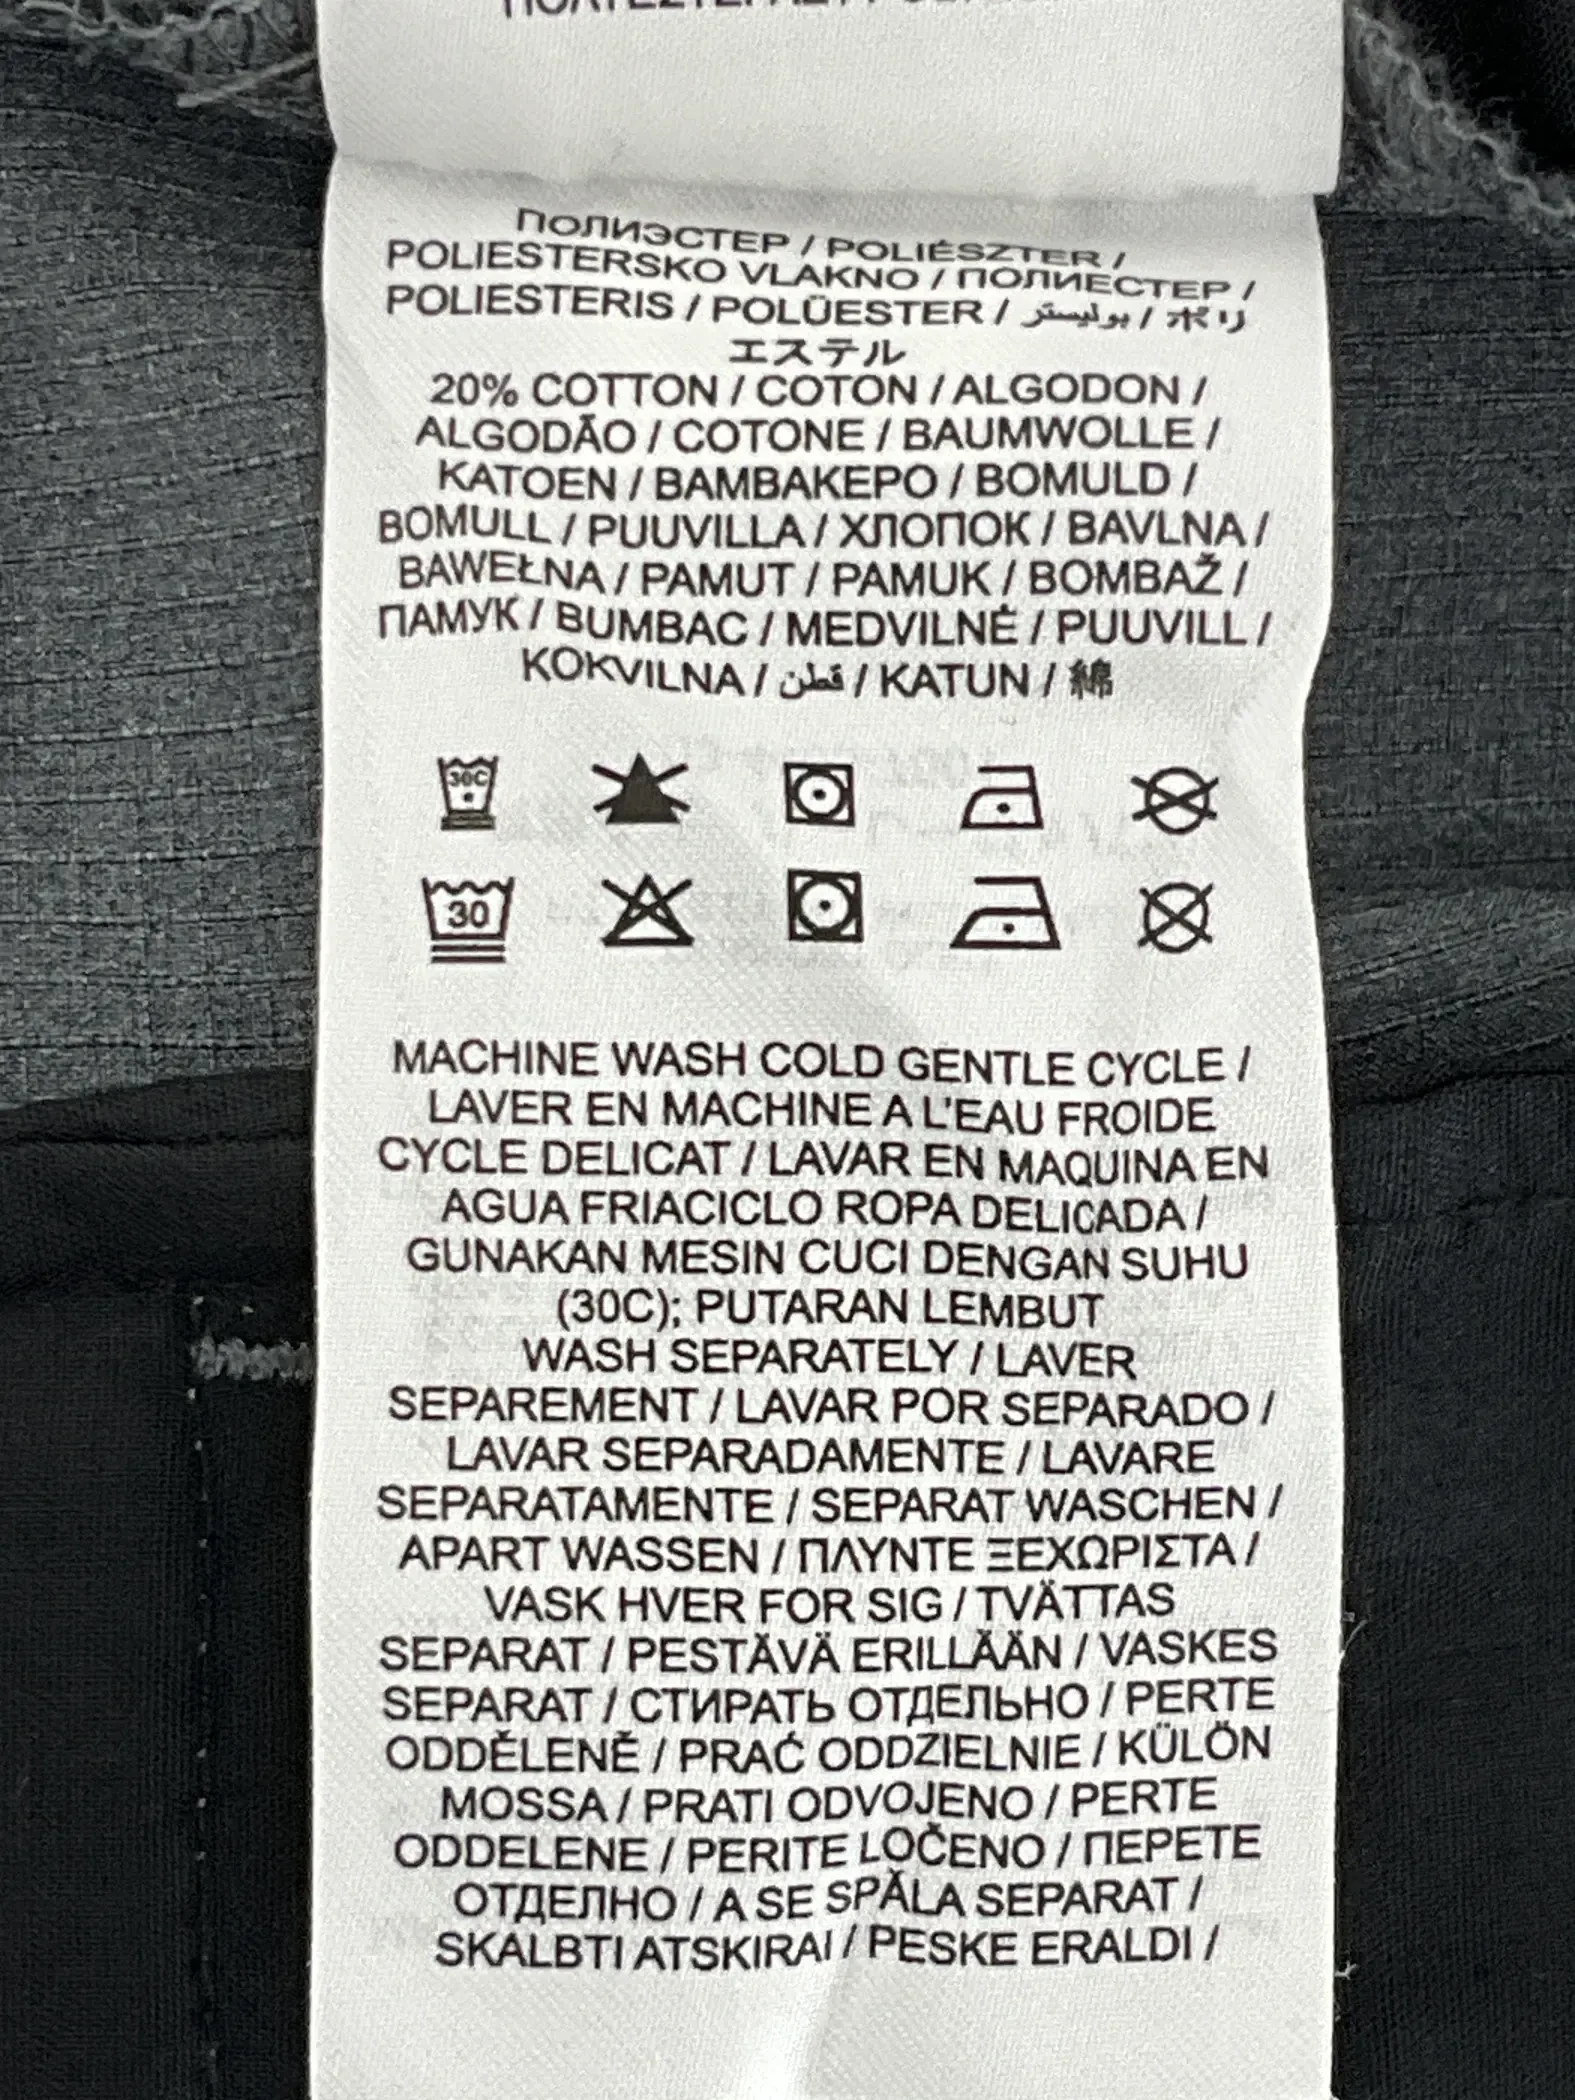 ПОЛИЭСТЕР / POLIÉSZTER /
POLIESTERSKO VLAKNO / ПОЛИЕСТЕР /
POLIESTERIS / POLÜESTER / بوليستر / ポリ
エステル
20% COTTON / COTON / ALGODON /
ALGODÃO / COTONE / BAUMWOLLE /
KATOEN / ΒΑΜΒΑΚΕΡΟ / BOMULD /
BOMULL / PUUVILLA / ХЛОПОК / BAVLNA /
BAWEŁNA / PAMUT / PAMUK / BOMBAŽ /
ПАМУК / BUMBAC / MEDVILNĖ / PUUVILL /
KOKVILNA / قطن / KATUN / 綿
30C
30
MACHINE WASH COLD GENTLE CYCLE /
LAVER EN MACHINE A L'EAU FROIDE
CYCLE DELICAT / LAVAR EN MAQUINA EN
AGUA FRIACICLO ROPA DELICADA /
GUNAKAN MESIN CUCI DENGAN SUHU
(30C); PUTARAN LEMBUT
WASH SEPARATELY / LAVER
SEPAREMENT / LAVAR POR SEPARADO /
LAVAR SEPARADAMENTE / LAVARE
SEPARATAMENTE / SEPARAT WASCHEN /
APART WASSEN / ΠΛΥΝΤΕ ΞΕΧΩΡΙΣΤΑ /
VASK HVER FOR SIG / TVÄTTAS
SEPARAT / PESTÄVÄ ERILLÄÄN / VASKES
SEPARAT / СТИРАТЬ ОТДЕЛЬНО / PERTE
ODDĚLENĚ / PRAĆ ODDZIELNIE / KÜLÖN
MOSSA / PRATI ODVOJENO / PERTE
ODDELENE / PERITE LOČENO / ПЕРЕТЕ
ОТДЕЛНО / A SE SPĂLA SEPARAT /
SKALBTI ATSKIRAI / PESKE ERALDI /